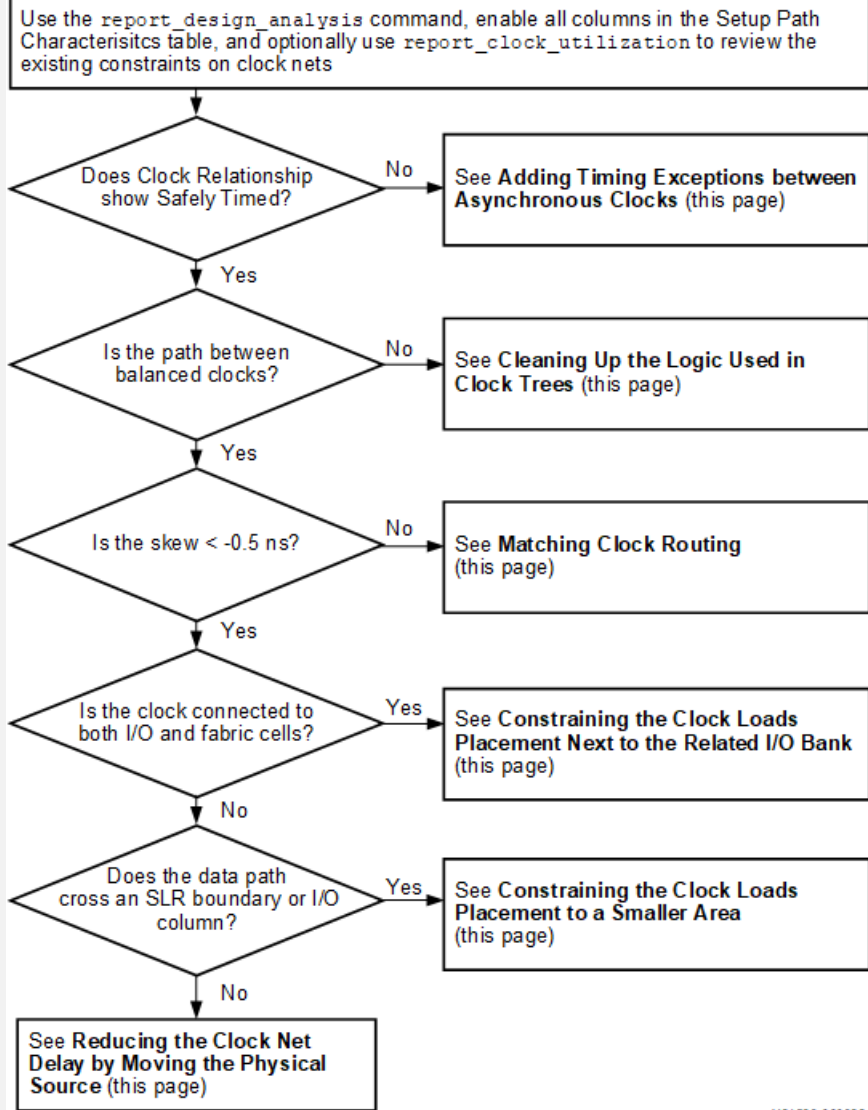 Use the report_design_analysis command, enable all columns in the Setup Path
Characterisitcs table, and optionally use report_clock_utilization to review the
existing constraints on clock nets
Does Clock Relationship
show Safely Timed?
No
See Adding Timing Exceptions between
Asynchronous Clocks (this page)
Yes
Is the path between
balanced clocks?
No
See Cleaning Up the Logic Used in
Clock Trees (this page)
Yes
Is the skew < -0.5 ns?
No
See Matching Clock Routing
(this page)
Yes
Is the clock connected to
both I/O and fabric cells?
Yes
See Constraining the Clock Loads
Placement Next to the Related I/O Bank
(this page)
No
Does the data path
cross an SLR boundary or I/O
column?
Yes
See Constraining the Clock Loads
Placement to a Smaller Area
(this page)
No
See Reducing the Clock Net
Delay by Moving the Physical
Source (this page)